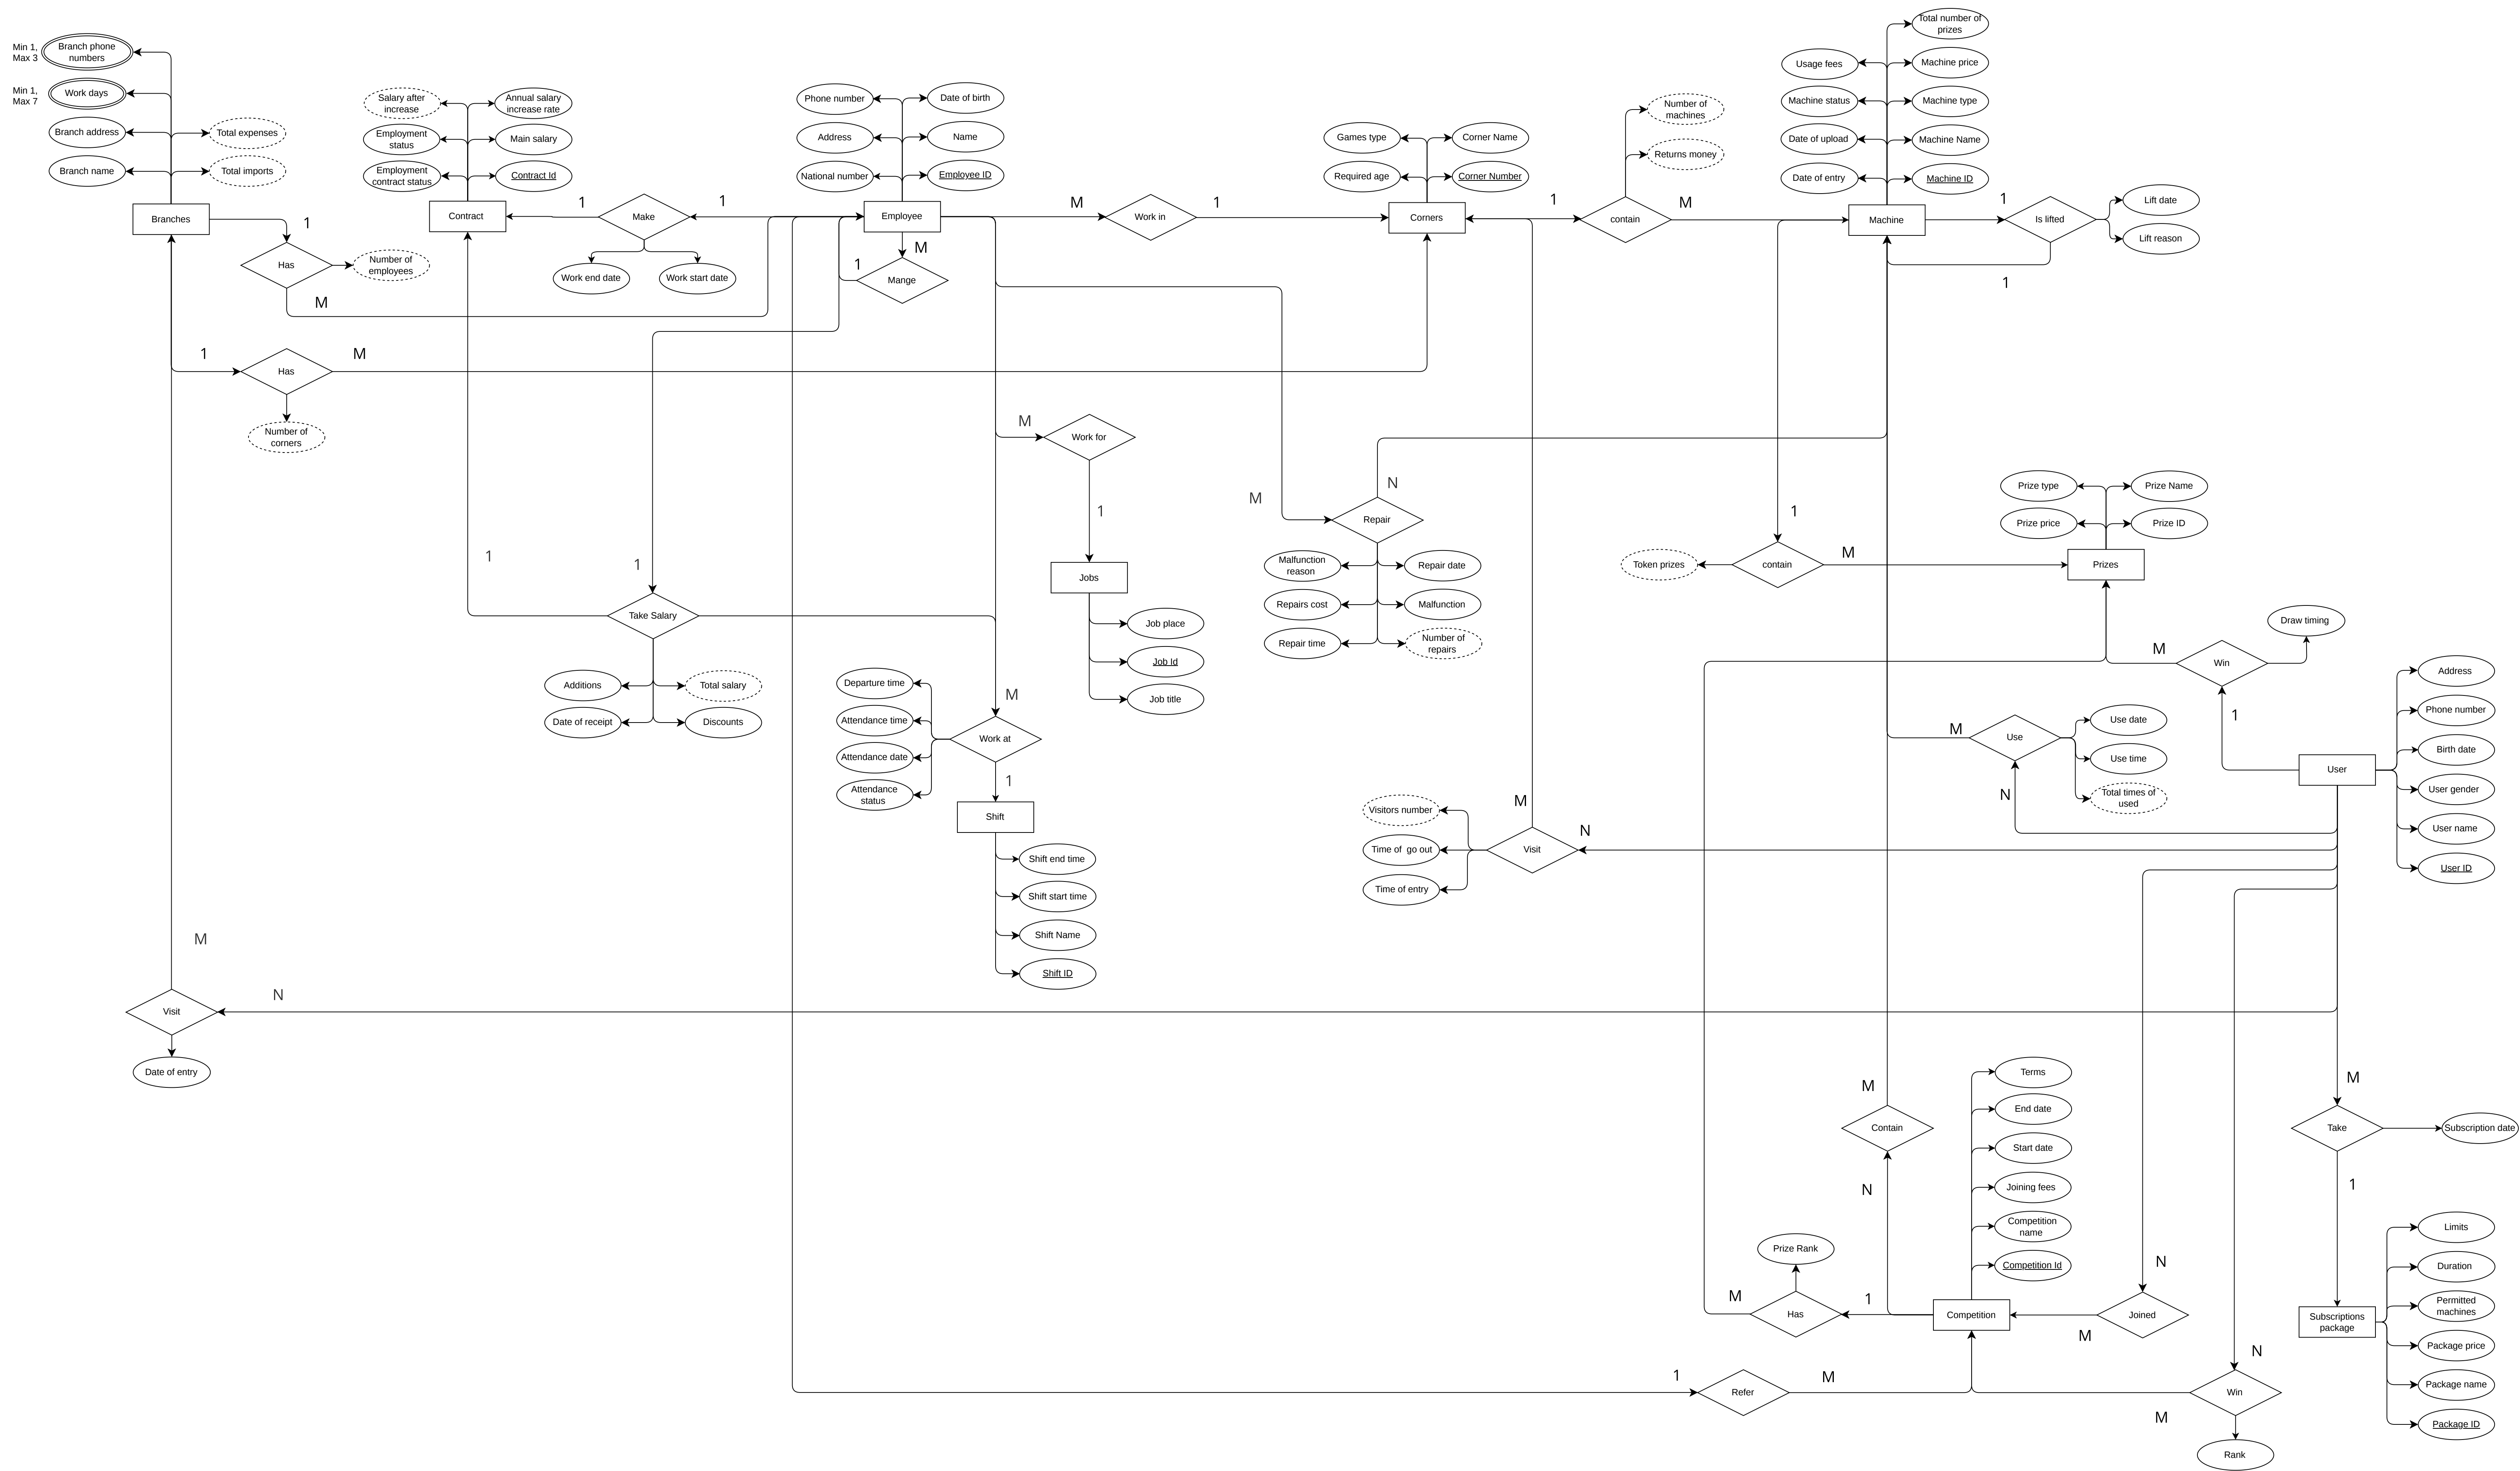 Min 1,
Max 3
Branch phone
numbers
Min 1,
Max 7
Work days
Branch address
Total expenses
Branch name
Total imports
Branches
1
Has
Number of
employees
M
1
Has
M
Number of
corners
Salary after
increase
Annual salary
increase rate
Employment
status
Main salary
Employment
contract status
Contract Id
Contract
1
Make
1
Work end date
Work start date
Phone number
Date of birth
Address
Name
National number
Employee ID
Employee
M
1
Mange
M
Work in
1
Games type
Corner Name
Required age
Corner Number
Corners
1
contain
M
Number of
machines
Returns money
Total number of
prizes
Usage fees
Machine price
Machine status
Machine type
Date of upload
Machine Name
Date of entry
Machine ID
Machine
1
Is lifted
1
Lift date
Lift reason
M
Work for
1
Jobs
Job place
Job Id
Job title
M
N
Repair
Malfunction
reason
Repair date
Repairs cost
Malfunction
Repair time
Number of
repairs
1
contain
M
Token prizes
Prize type
Prize Name
Prize price
Prize ID
Prizes
1
1
Take Salary
Additions
Total salary
Date of receipt
Discounts
M
Departure time
Attendance time
Attendance date
Attendance
status
Work at
1
Shift
Shift end time
Shift start time
Shift Name
Shift ID
M
Win
1
Draw timing
M
Use
N
Use date
Use time
Total times of
used
User
Address
Phone number
Birth date
User gender
User name
User ID
M
N
Visit
Visitors number
Time of  go out
Time of entry
M
N
Visit
Date of entry
M
Contain
N
Terms
End date
Start date
Joining fees
Competition
name
Competition Id
Competition
1
Has
M
Prize Rank
1
Refer
M
N
Joined
M
N
Win
M
Rank
M
Take
1
Subscription date
Subscriptions
package
Limits
Duration
Permitted
machines
Package price
Package name
Package ID